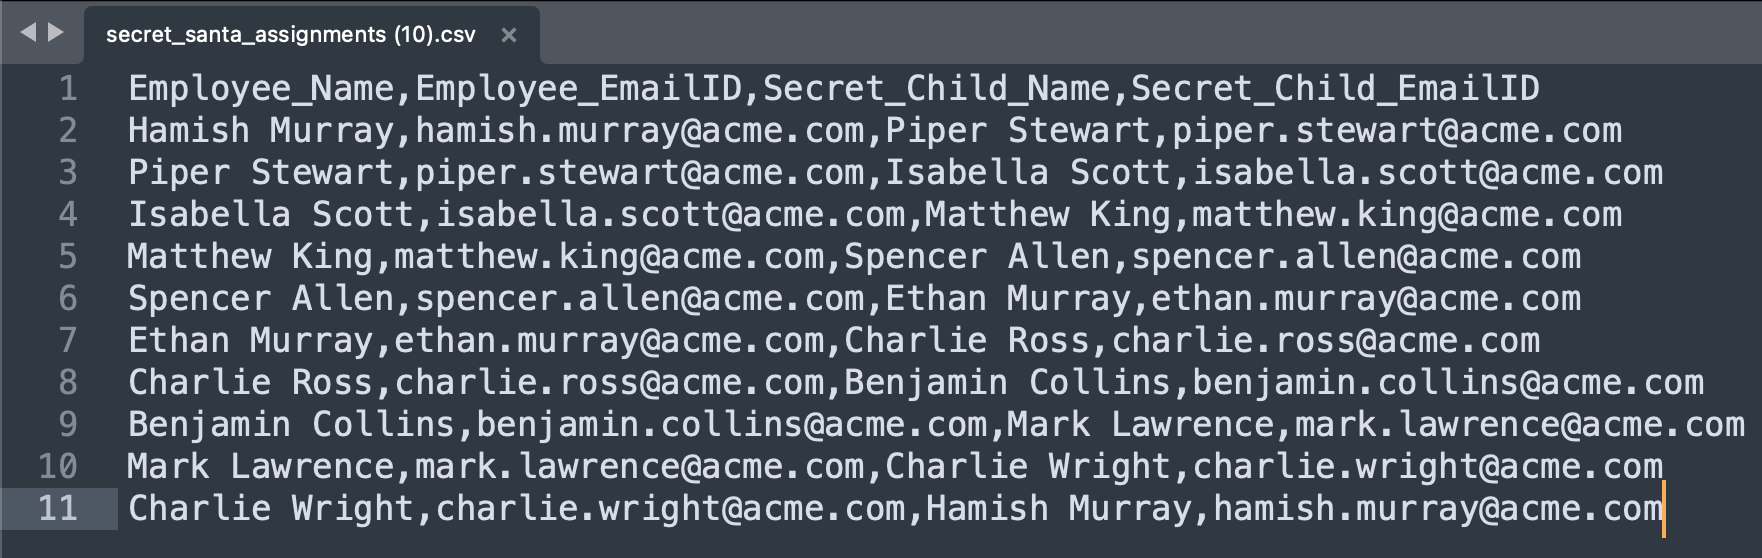 secret_santa_assignments (10).csv ×
1 Employee_Name,Employee_EmailID,Secret_Child_Name,Secret_Child_EmailID
2 Hamish Murray,hamish.murray@acme.com,Piper Stewart,piper.stewart@acme.com
3 Piper Stewart,piper.stewart@acme.com,Isabella Scott,isabella.scott@acme.com
4 Isabella Scott,isabella.scott@acme.com,Matthew King,matthew.king@acme.com
5 Matthew King,matthew.king@acme.com,Spencer Allen,spencer.allen@acme.com
6 Spencer Allen,spencer.allen@acme.com,Ethan Murray,ethan.murray@acme.com
7 Ethan Murray,ethan.murray@acme.com,Charlie Ross,charlie.ross@acme.com
8 Charlie Ross,charlie.ross@acme.com,Benjamin Collins,benjamin.collins@acme.com
9 Benjamin Collins,benjamin.collins@acme.com,Mark Lawrence,mark.lawrence@acme.com
10 Mark Lawrence,mark.lawrence@acme.com,Charlie Wright,charlie.wright@acme.com
11 Charlie Wright,charlie.wright@acme.com,Hamish Murray,hamish.murray@acme.com